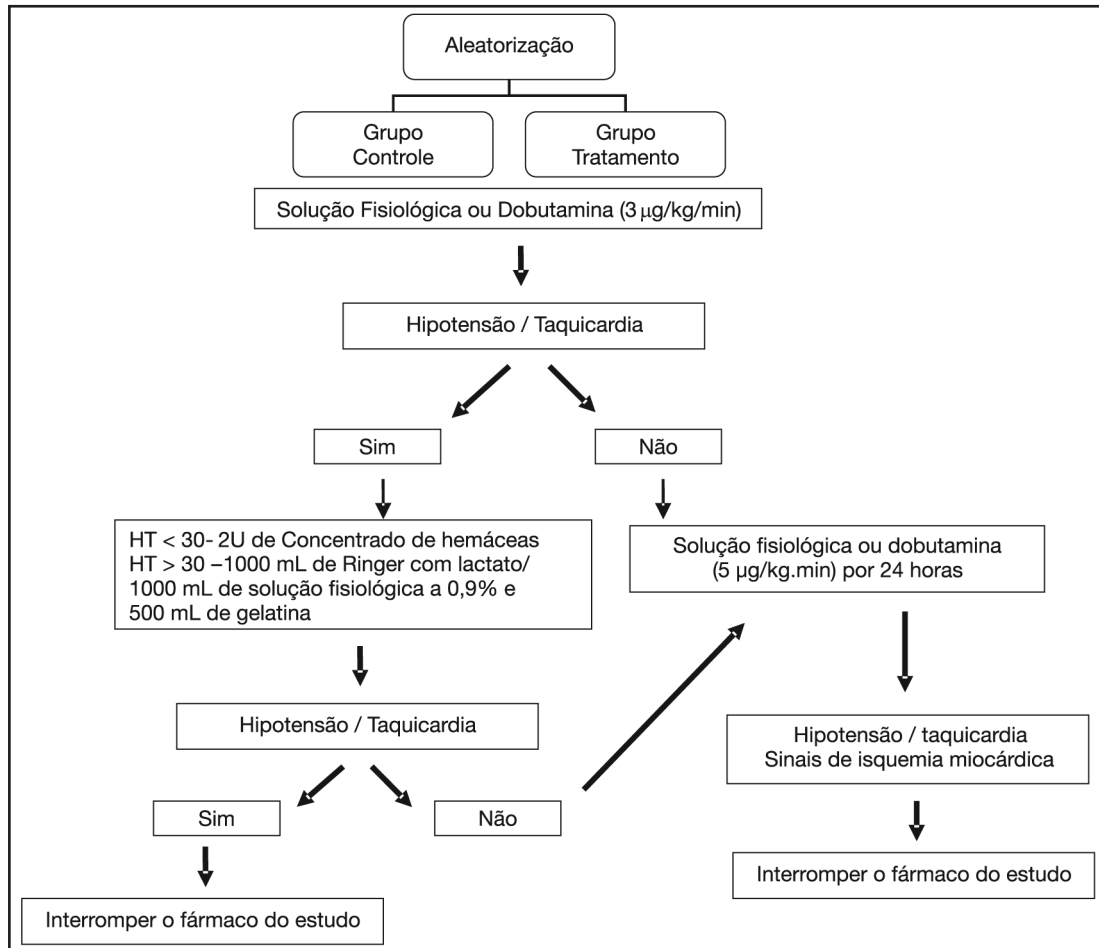 Aleatorização
Grupo
Controle
Grupo
Tratamento
Solução Fisiológica ou Dobutamina (3 µg/kg/min)
Hipotensão / Taquicardia
Sim
Não
HT < 30- 2U de Concentrado de hemáceas
HT > 30 –1000 mL de Ringer com lactato/
1000 mL de solução fisiológica a 0,9% e
500 mL de gelatina
Solução fisiológica ou dobutamina
(5 µg/kg.min) por 24 horas
Hipotensão / Taquicardia
Sim
Não
Hipotensão / taquicardia
Sinais de isquemia miocárdica
Interromper o fármaco do estudo
Interromper o fármaco do estudo